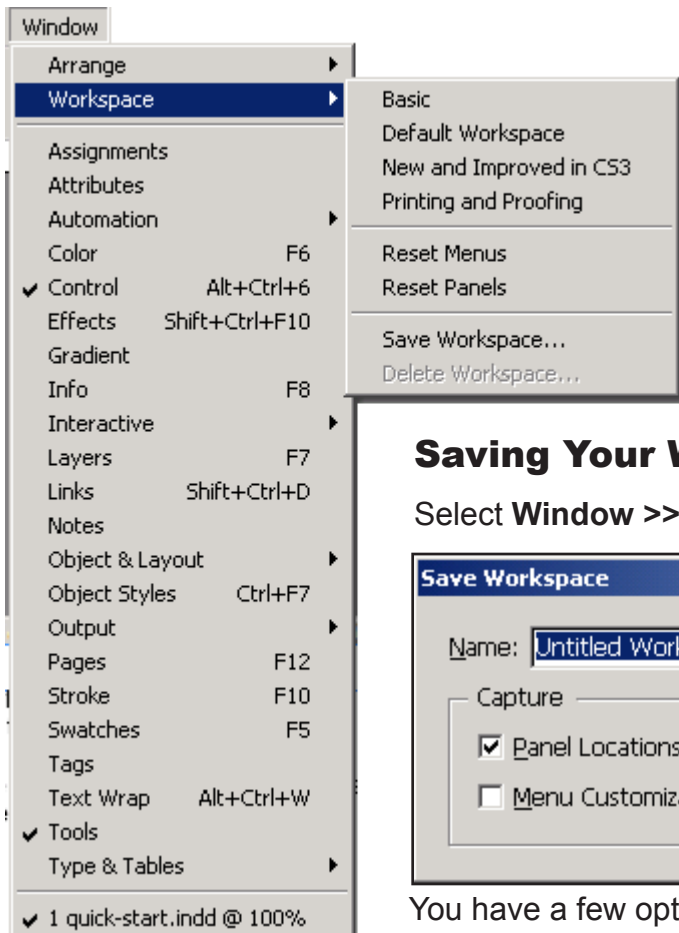 Window
Arrange
Workspace
Assignments
Attributes
Automation
Color F6
Control Alt+Ctrl+6
Effects Shift+Ctrl+F10
Gradient
Info F8
Interactive
Layers F7
Links Shift+Ctrl+D
Notes
Object & Layout
Object Styles Ctrl+F7
Output
Pages F12
Stroke F10
Swatches F5
Tags
Text Wrap Alt+Ctrl+W
Tools
Type & Tables
1 quick-start.indd @ 100%
Basic
Default Workspace
New and Improved in CS3
Printing and Proofing
Reset Menus
Reset Panels
Save Workspace...
Delete Workspace...
Saving Your
Select Window >>
Save Workspace
Name: Untitled
Capture
Panel Locations
Menu
You have a few